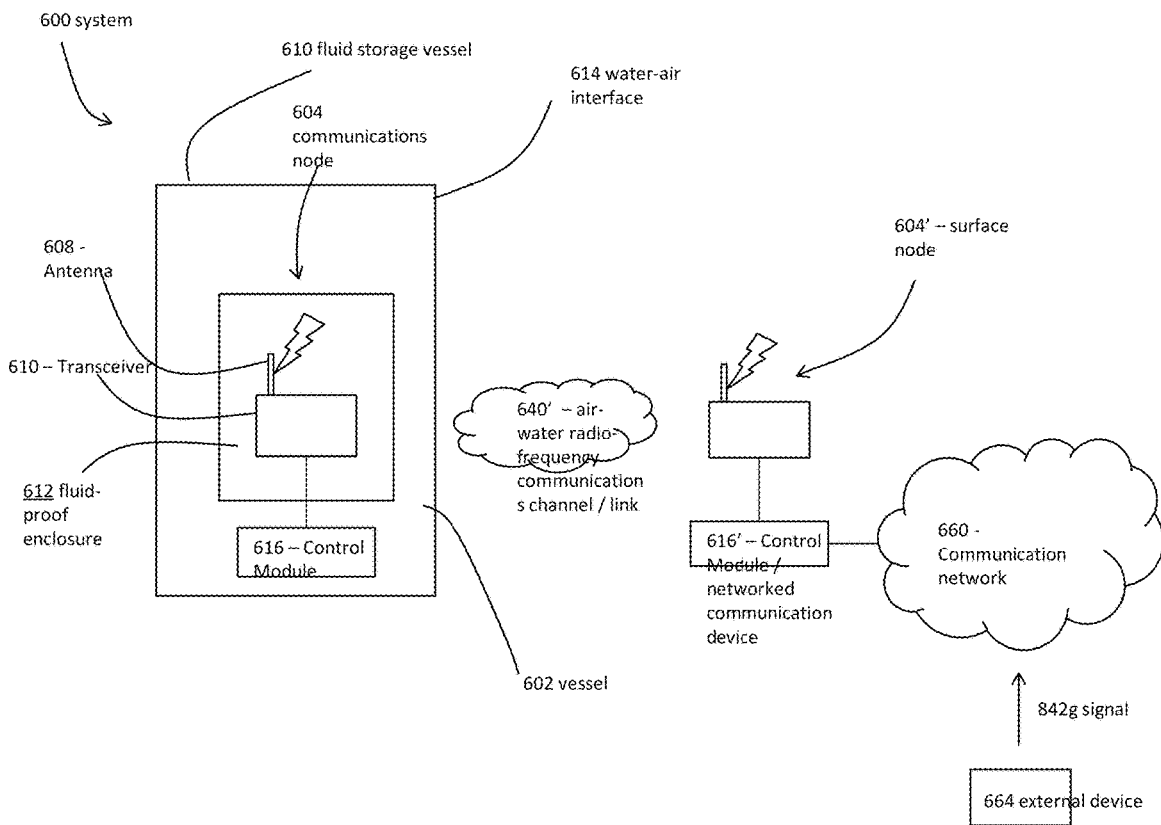 600 system
610 fluid storage vessel
614 water-air
interface
604
communications
node
604’ – surface
node
608 -
Antenna
610 – Transceiver
640’ – air-
water radio-
frequency
communication
s channel / link
612 fluid-
proof
enclosure
616 – Control
Module
616’ – Control
Module /
networked
communication
device
660 -
Communication
network
602 vessel
842g signal
664 external device